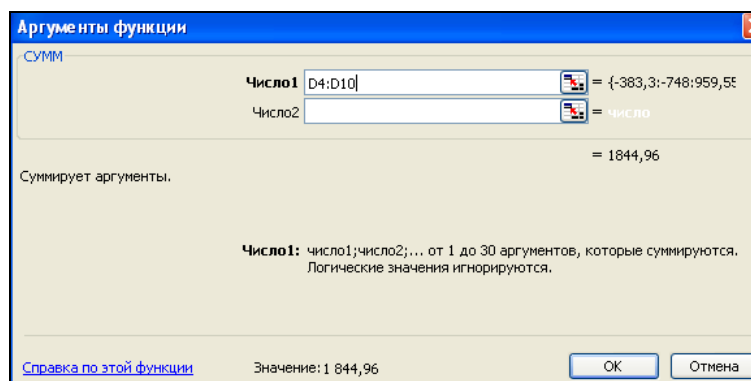 Аргументы функции
СУММ
Число1 D4:D10 = {-383,3:-748:959,55
Число2 = число
= 1844,96
Суммирует аргументы.
Число1: число1;число2;... от 1 до 30 аргументов, которые суммируются.
Логические значения игнорируются.
Справка по этой функции Значение:1 844,96 ОК Отмена